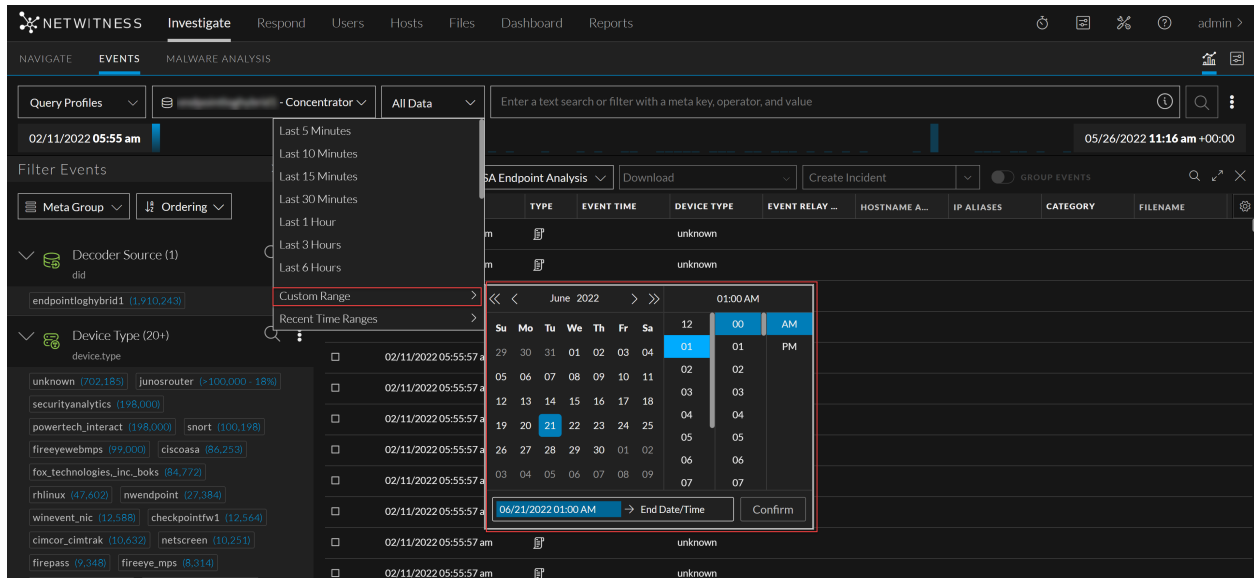 NETWITNESS Investigate Respond Users Hosts Files Dashboard Reports admin >
NAVIGATE EVENTS MALWARE ANALYSIS
Query Profiles - Concentrator All Data Enter a text search or filter with a meta key, operator, and value
02/11/2022 05:55 am 05/26/2022 11:16 am +00:00
Last 5 Minutes
Last 10 Minutes
Last 15 Minutes
Last 30 Minutes
Last 1 Hour
Last 3 Hours
Last 6 Hours
Custom Range >
Recent Time Ranges >
Filter Events
Meta Group Ordering
Decoder Source (1)
did
endpointloghybrid1 (1,910,243)
Device Type (20+)
device.type
unknown (702,185) junosrouter (>100,000 - 18%)
securityanalytics (198,000)
powertech_interact (198,000) snort (100,198)
fireeyewebmps (99,000) ciscoasa (86,253)
fox_technologies,_inc._boks (84,772)
rhlinux (47,602) nwendpoint (27,384)
winevent_nic (12,588) checkpointfw1 (12,564)
cimcor_cimtrak (10,632) netscreen (10,251)
firepass (9,348) fireeye_mps (8,314)
SA Endpoint Analysis Download Create Incident GROUP EVENTS
TYPE EVENT TIME DEVICE TYPE EVENT RELAY ... HOSTNAME A... IP ALIASES CATEGORY FILENAME
m unknown
m unknown
02/11/2022 05:55:57 a
02/11/2022 05:55:57 a
02/11/2022 05:55:57 a
02/11/2022 05:55:57 a
02/11/2022 05:55:57 a
02/11/2022 05:55:57 a
02/11/2022 05:55:57 am unknown
02/11/2022 05:55:57 am unknown
June 2022 01:00 AM
Su Mo Tu We Th Fr Sa
29 30 31 01 02 03 04
05 06 07 08 09 10 11
12 13 14 15 16 17 18
19 20 21 22 23 24 25
26 27 28 29 30 01 02
03 04 05 06 07 08 09
12 00 AM
01 01 PM
02 02
03 03
04 04
05 05
06 06
07 07
06/21/2022 01:00 AM → End Date/Time Confirm